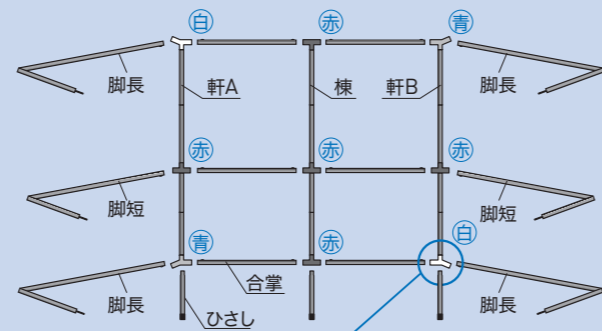 白 赤 青
脚長 軒A 棟 軒B 脚長
赤 赤 赤
脚短 脚短
青 赤 白
合掌
脚長 ひさし 脚長